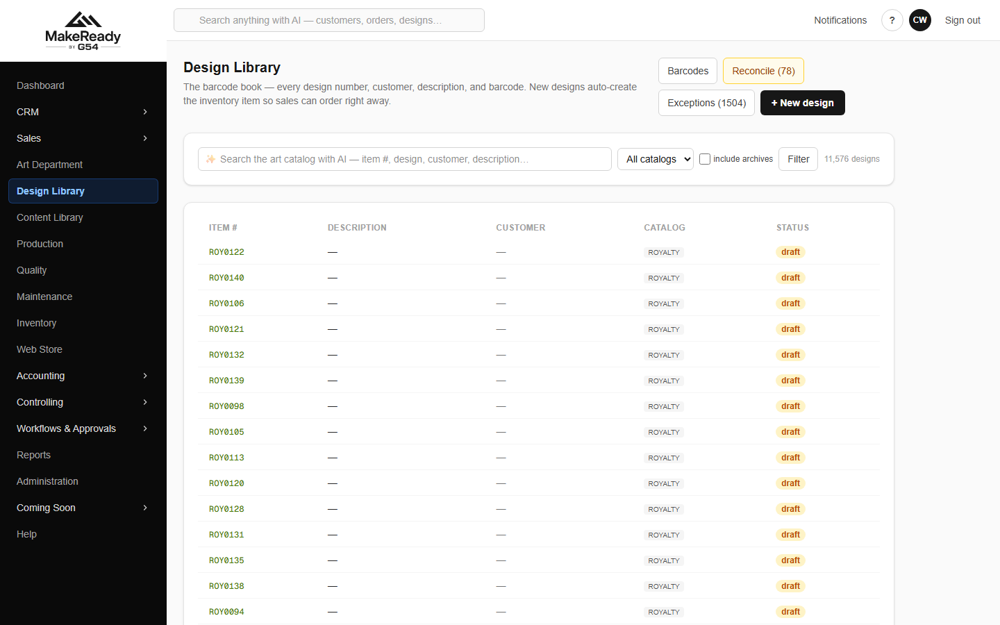 MakeReady
BY G54
Search anything with AI — customers, orders, designs...
Notifications
?
CW
Sign out
Dashboard
CRM
Sales
Art Department
Design Library
Content Library
Production
Quality
Maintenance
Inventory
Web Store
Accounting
Controlling
Workflows & Approvals
Reports
Administration
Coming Soon
Help
Design Library
The barcode book — every design number, customer, description, and barcode. New designs auto-create
the inventory item so sales can order right away.
Barcodes
Reconcile (78)
Exceptions (1504)
+ New design
✨ Search the art catalog with AI — item #, design, customer, description...
All catalogs
include archives
Filter
11,576 designs
ITEM # DESCRIPTION CUSTOMER CATALOG STATUS
ROY0122 — — ROYALTY draft
ROY0140 — — ROYALTY draft
ROY0106 — — ROYALTY draft
ROY0121 — — ROYALTY draft
ROY0132 — — ROYALTY draft
ROY0139 — — ROYALTY draft
ROY0098 — — ROYALTY draft
ROY0105 — — ROYALTY draft
ROY0113 — — ROYALTY draft
ROY0120 — — ROYALTY draft
ROY0128 — — ROYALTY draft
ROY0131 — — ROYALTY draft
ROY0135 — — ROYALTY draft
ROY0138 — — ROYALTY draft
ROY0094 — — ROYALTY draft